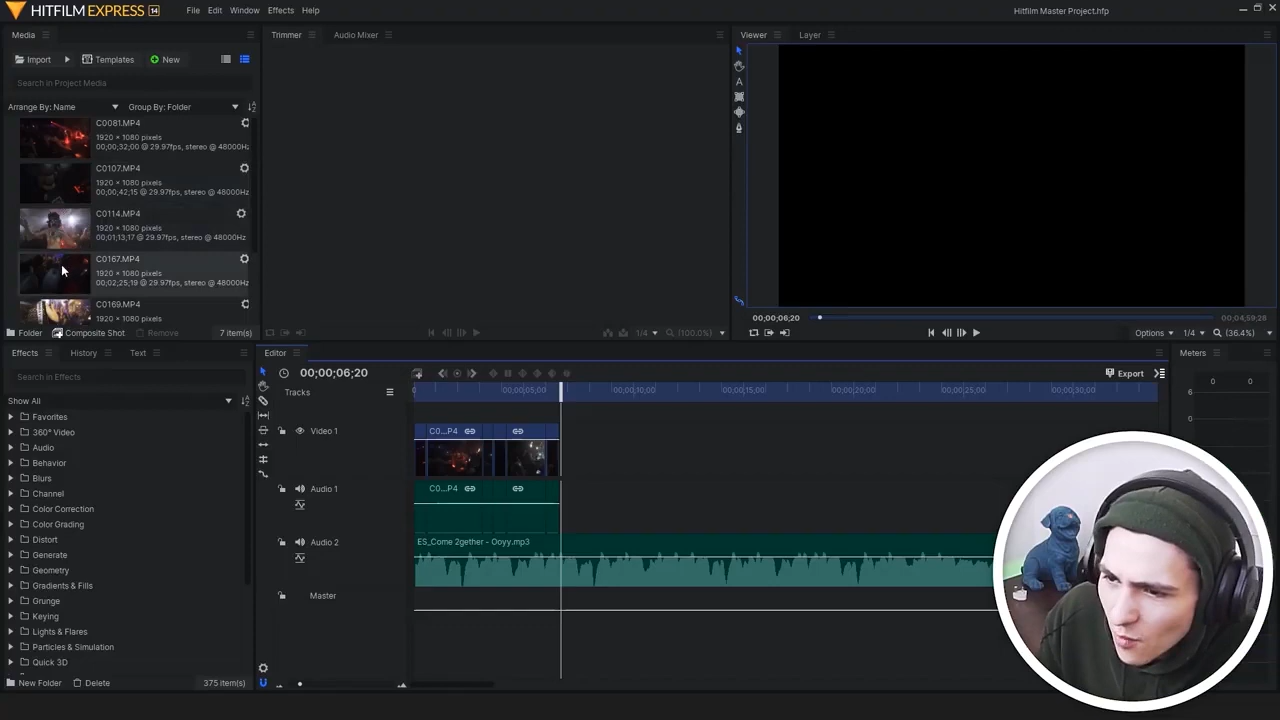 HITFILM EXPRESS 14
File Edit Window Effects Help
Hitfilm Master Project.hfp
Media
Import Templates New
Search in Project Media
Arrange By: Name Group By: Folder
C0081.MP4
1920 × 1080 pixels
00;00;32;00 @ 29.97fps, stereo @ 48000Hz
C0107.MP4
1920 × 1080 pixels
00;00;42;15 @ 29.97fps, stereo @ 48000Hz
C0114.MP4
1920 × 1080 pixels
00;01;13;17 @ 29.97fps, stereo @ 48000Hz
C0167.MP4
1920 × 1080 pixels
00;02;25;19 @ 29.97fps, stereo @ 48000Hz
C0169.MP4
1920 × 1080 pixels
Folder Composite Shot Remove 7 item(s)
Trimmer Audio Mixer
1/4 (100.0%)
Viewer Layer
A
00;00;06;20 00;04;59;28
Options 1/4 (36.4%)
Effects History Text
Search in Effects
Show All
Favorites
360° Video
Audio
Behavior
Blurs
Channel
Color Correction
Color Grading
Distort
Generate
Geometry
Gradients & Fills
Grunge
Keying
Lights & Flares
Particles & Simulation
Quick 3D
New Folder Delete 375 item(s)
Editor
00;00;06;20
Export
Tracks
0 00;00;05;00 00;00;10;00 00;00;15;00 00;00;20;00 00;00;25;00 00;00;30;00
Video 1
C0...P4
Audio 1
C0...P4
Audio 2
ES_Come 2gether - Ooyy.mp3
Master
Meters
0 0
6
0
-6